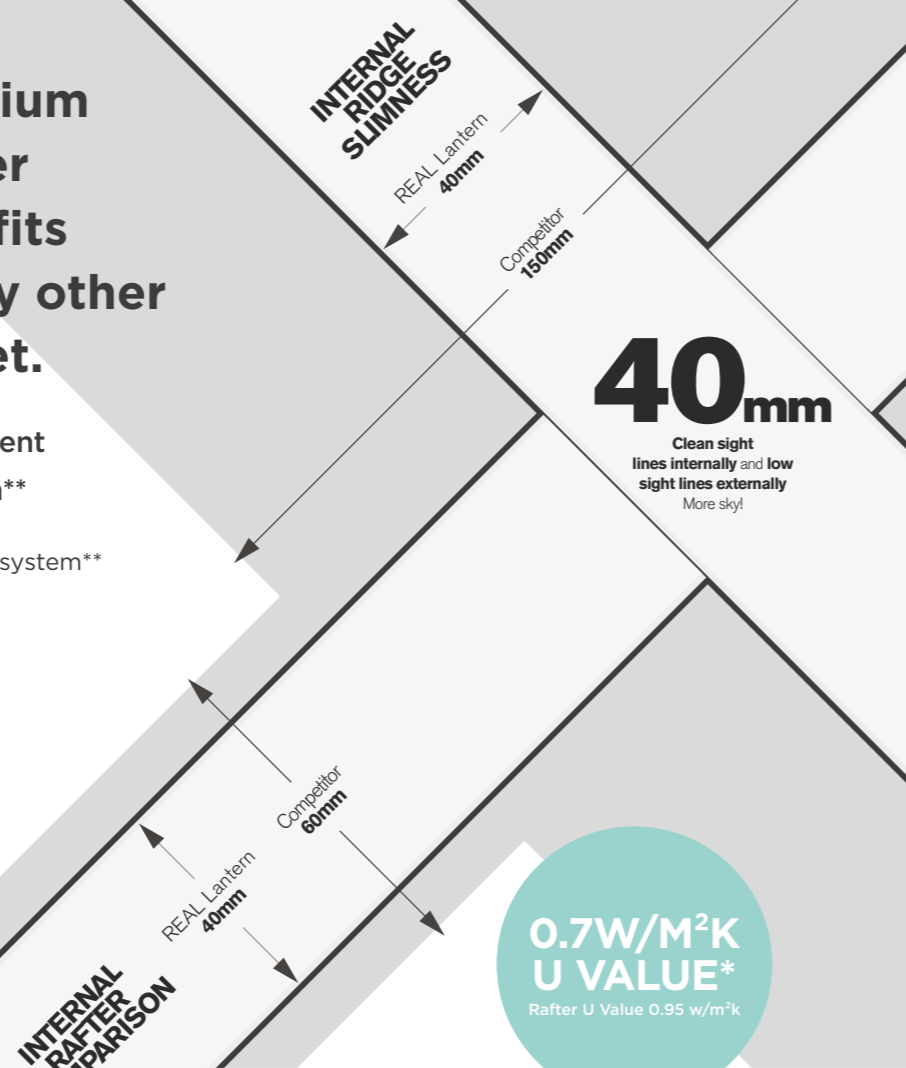 ium
er
fits
y other
et.
ent
**
system**
INTERNAL
RIDGE
SLIMNESS
REAL Lantern
40mm
Competitor
150mm
40mm
Clean sight
lines internally and low
sight lines externally
More sky!
Competitor
60mm
REAL Lantern
40mm
INTERNAL
RAFTER
MPARISON
0.7W/M²K
U VALUE*
Rafter U Value 0.95 w/m²k